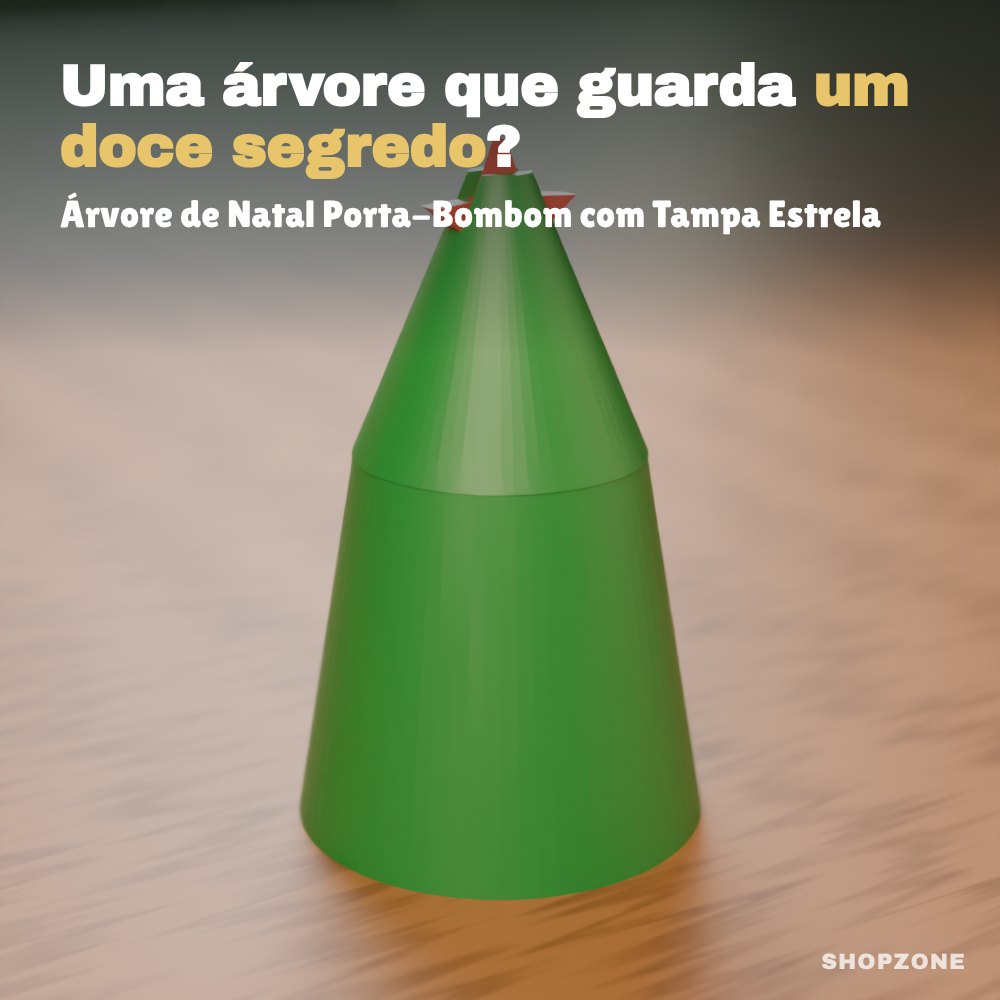 Uma árvore que guarda um
doce segredo?
Árvore de Natal Porta-Bombom com Tampa Estrela
SHOPZONE